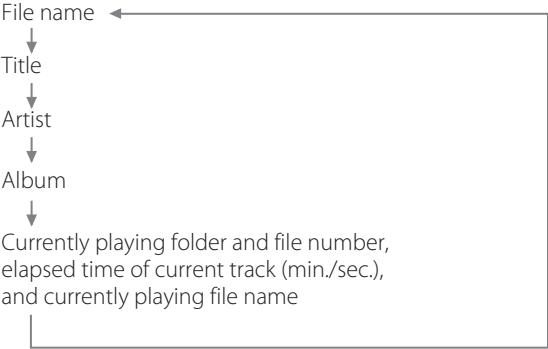 File name
Title
Artist
Album
Currently playing folder and file number,
elapsed time of current track (min./sec.),
and currently playing file name